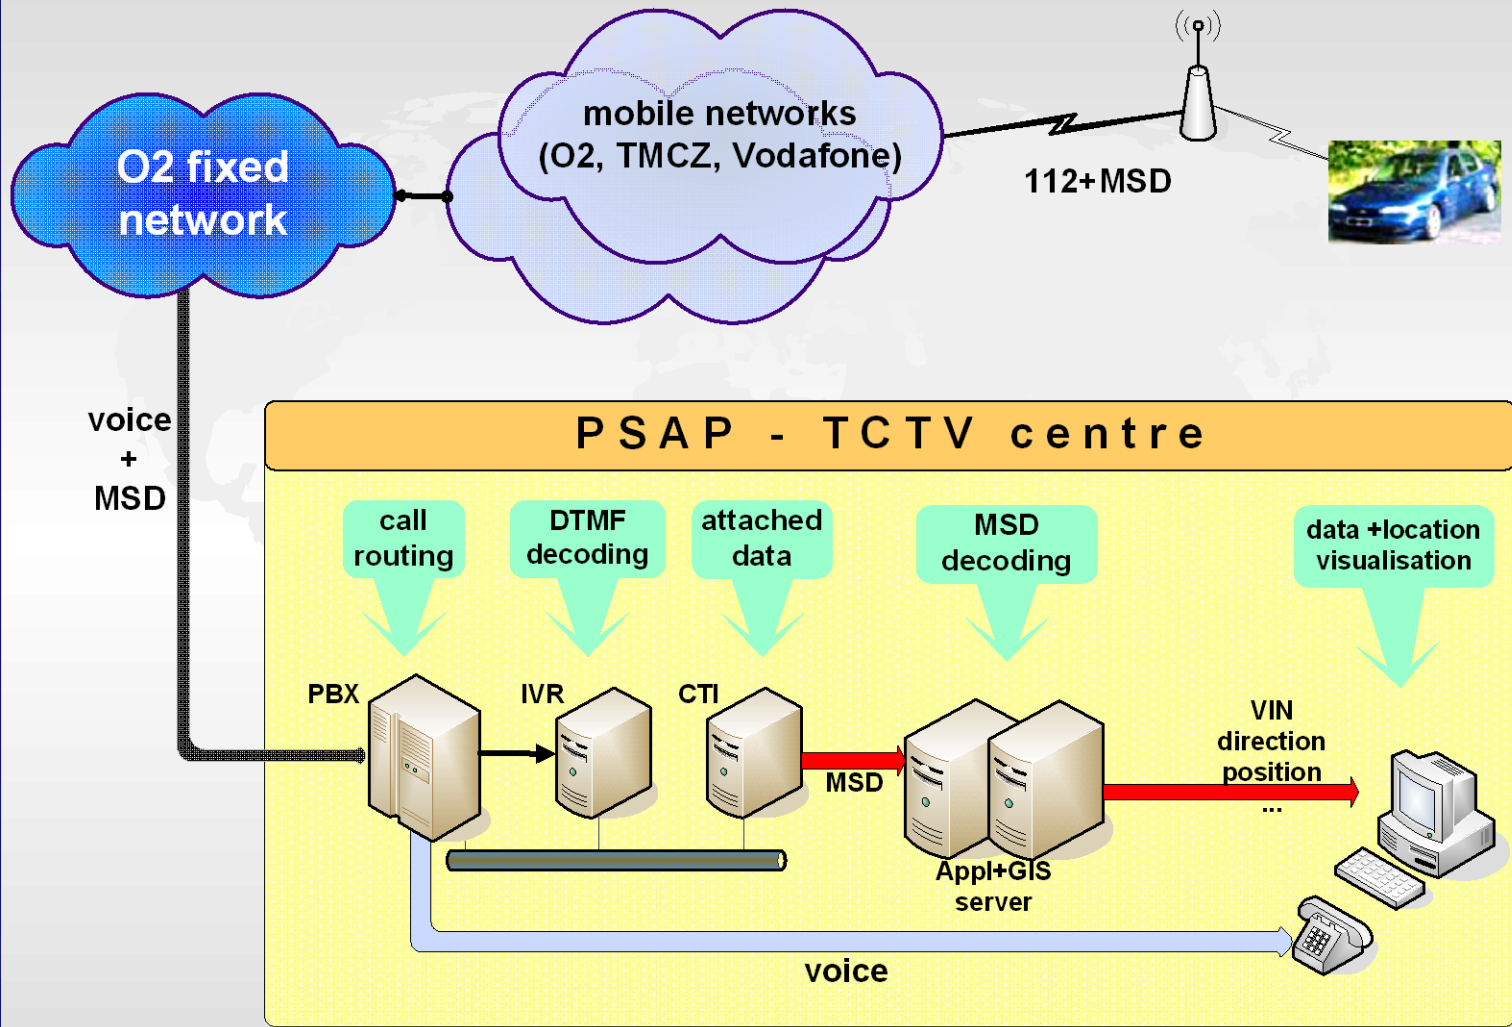 mobile networks
(O2, TMCZ, Vodafone)
O2 fixed
network
112+MSD
voice
+
MSD
PSAP - TCTV centre
call
routing
DTMF
decoding
attached
data
MSD
decoding
data +location
visualisation
PBX
IVR
CTI
MSD
VIN
direction
position
...
Appl+GIS
server
voice